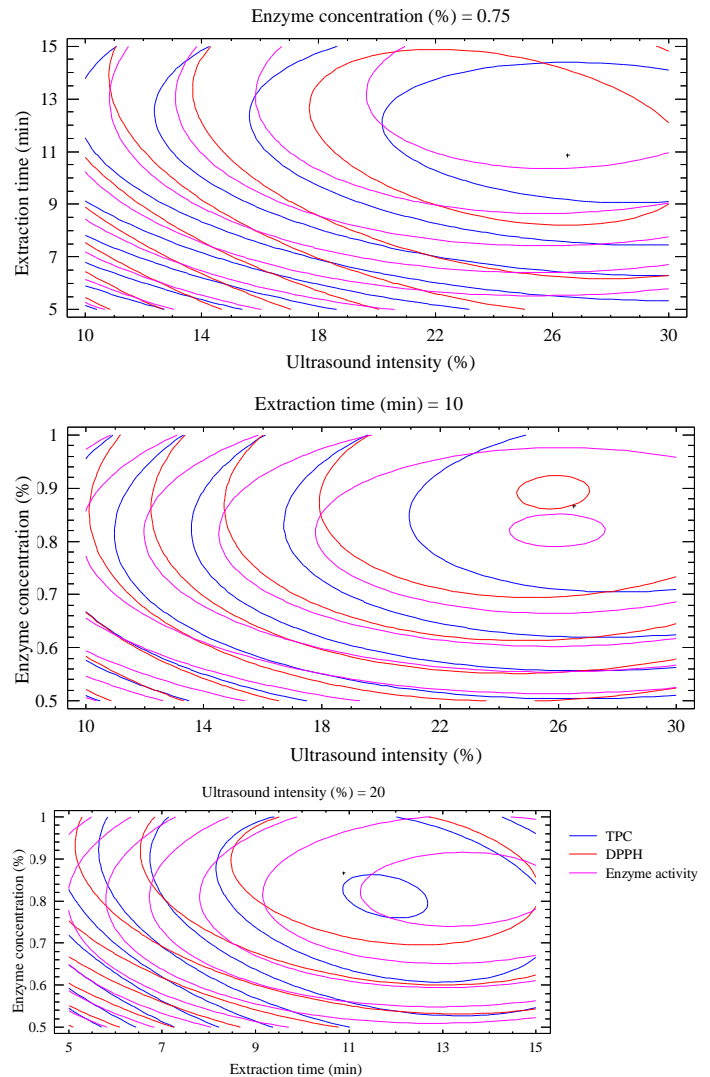 Enzyme concentration (%) = 0.75
Extraction time (min)
15
13
11
9
7
5
10 14 18 22 26 30
Ultrasound intensity (%)
Extraction time (min) = 10
Enzyme concentration (%)
1
0.9
0.8
0.7
0.6
0.5
10 14 18 22 26 30
Ultrasound intensity (%)
Ultrasound intensity (%) = 20
Enzyme concentration (%)
1
0.9
0.8
0.7
0.6
0.5
5 7 9 11 13 15
Extraction time (min)
TPC
DPPH
Enzyme activity